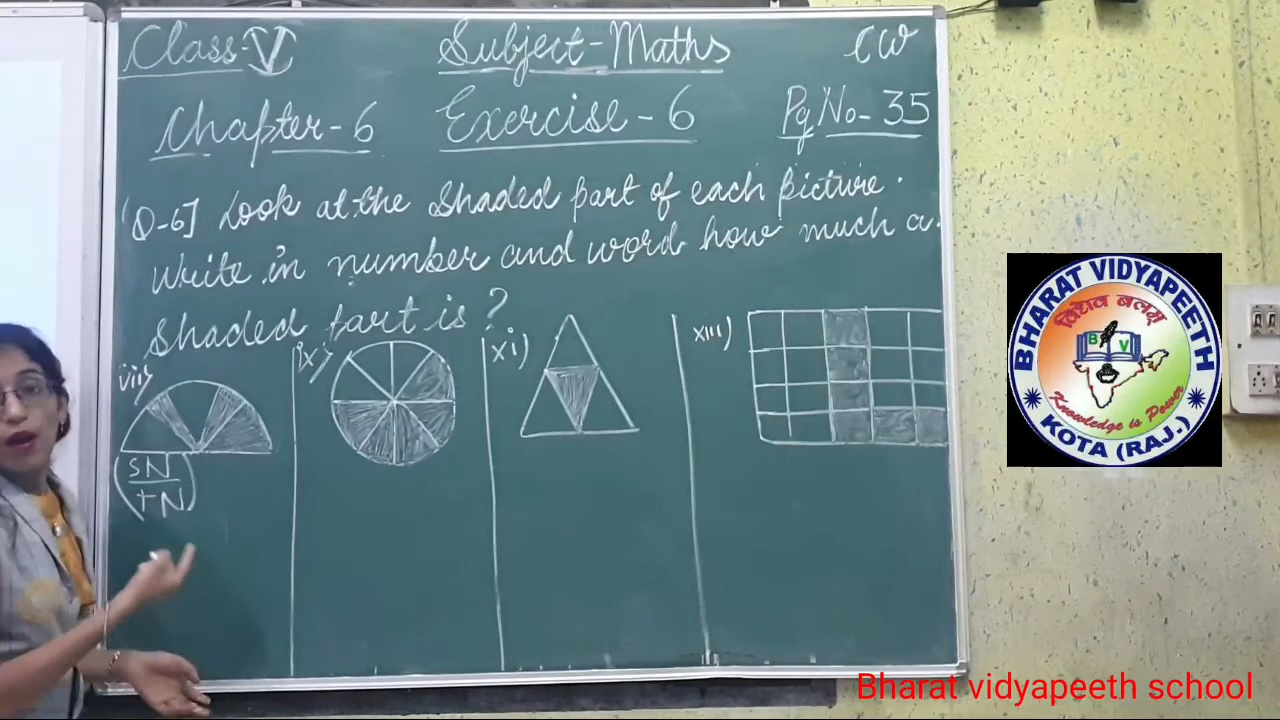 Class-V Subject-Maths CW
Chapter-6 Exercise-6 Pg No-35
Q-6] Look at the shaded part of each picture.
Write in number and word how much a
shaded part is ?
vii) ix) xi) xiii)
SN
TN
BHARAT VIDYAPEETH
विद्यैव बलम्
B V
Knowledge is Power
KOTA (RAJ.)
Bharat vidyapeeth school